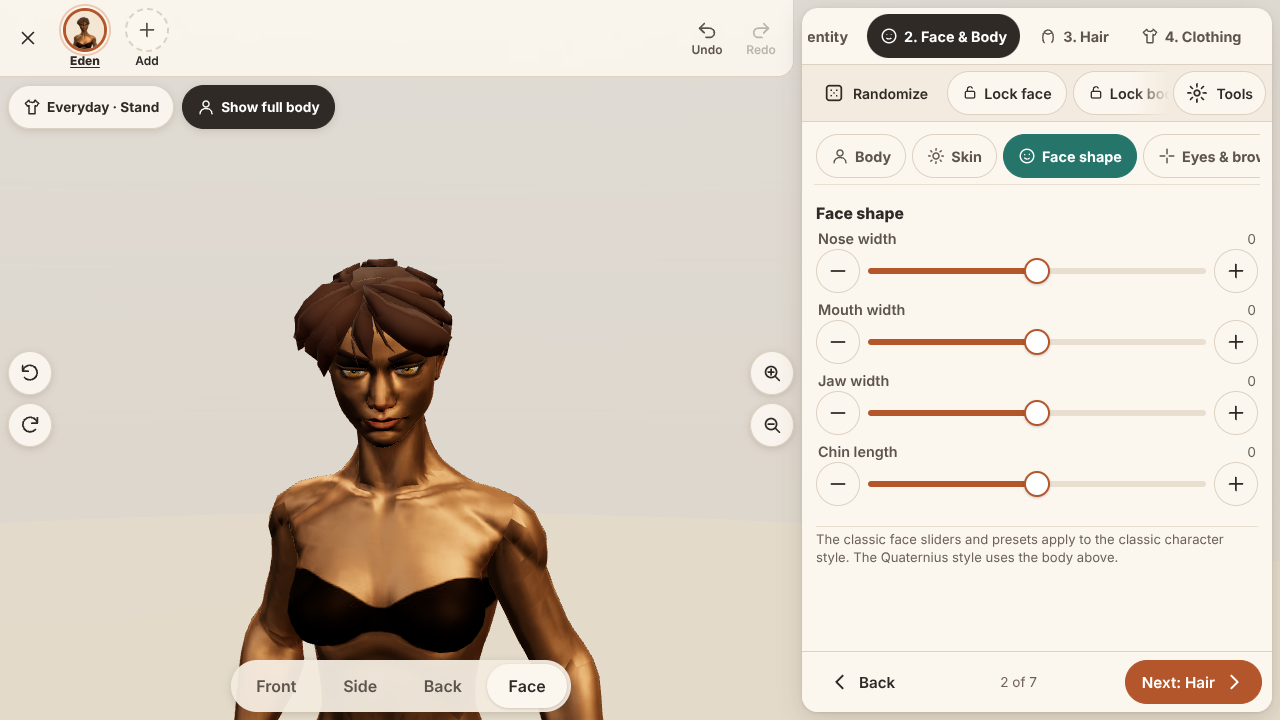 Eden
Add
Undo
Redo
Everyday · Stand
Show full body
Front
Side
Back
Face
entity
2. Face & Body
3. Hair
4. Clothing
Randomize
Lock face
Lock bo
Tools
Body
Skin
Face shape
Eyes & brow
Face shape
Nose width 0
Mouth width 0
Jaw width 0
Chin length 0
The classic face sliders and presets apply to the classic character
style. The Quaternius style uses the body above.
Back
2 of 7
Next: Hair